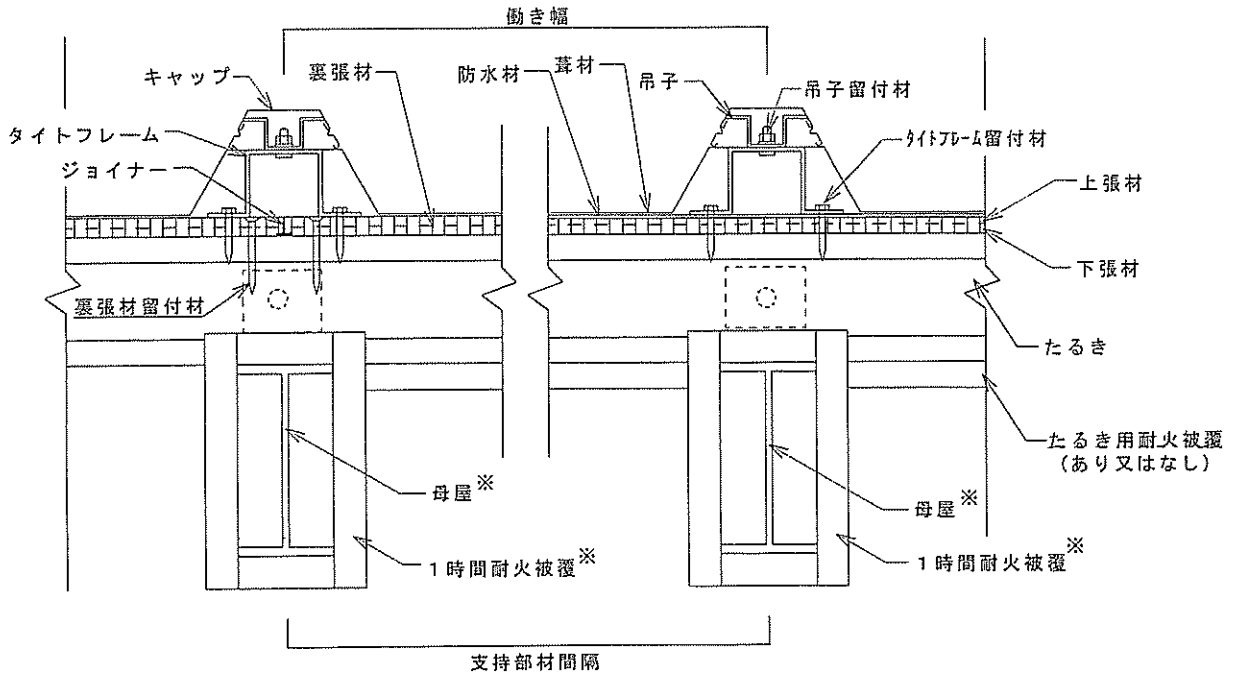 働き幅
キャップ
裏張材
防水材
葺材
吊子
吊子留付材
タイトフレーム
タイトフレーム留付材
ジョイナー
上張材
下張材
裏張材留付材
たるき
たるき用耐火被覆
(あり又はなし)
母屋※
母屋※
1時間耐火被覆※
1時間耐火被覆※
支持部材間隔